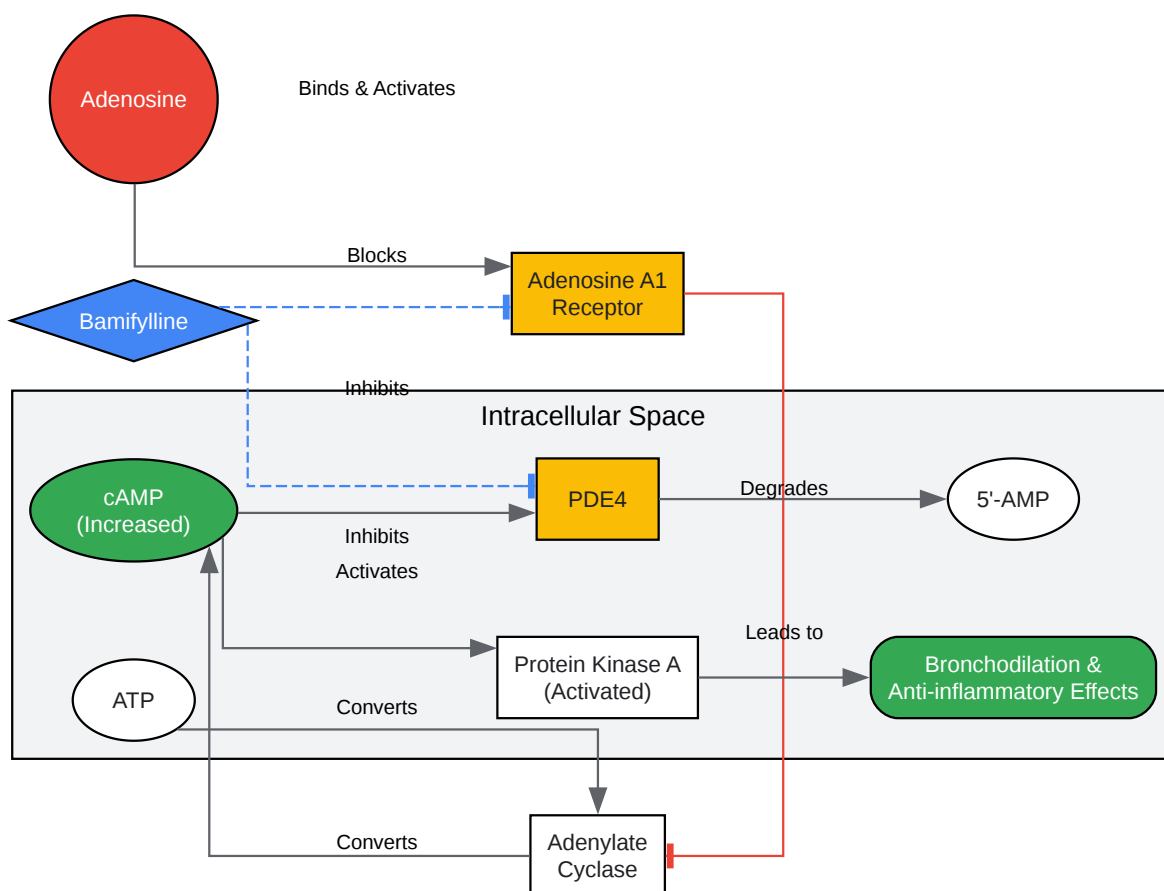 Adenosine
Binds & Activates
Blocks
Adenosine A1
Receptor
Bamifylline
Inhibits
Intracellular Space
cAMP
(Increased)
PDE4
Degrades
5'-AMP
Inhibits
Activates
Protein Kinase A
(Activated)
Leads to
Bronchodilation &
Anti-inflammatory Effects
ATP
Converts
Converts
Adenylate
Cyclase